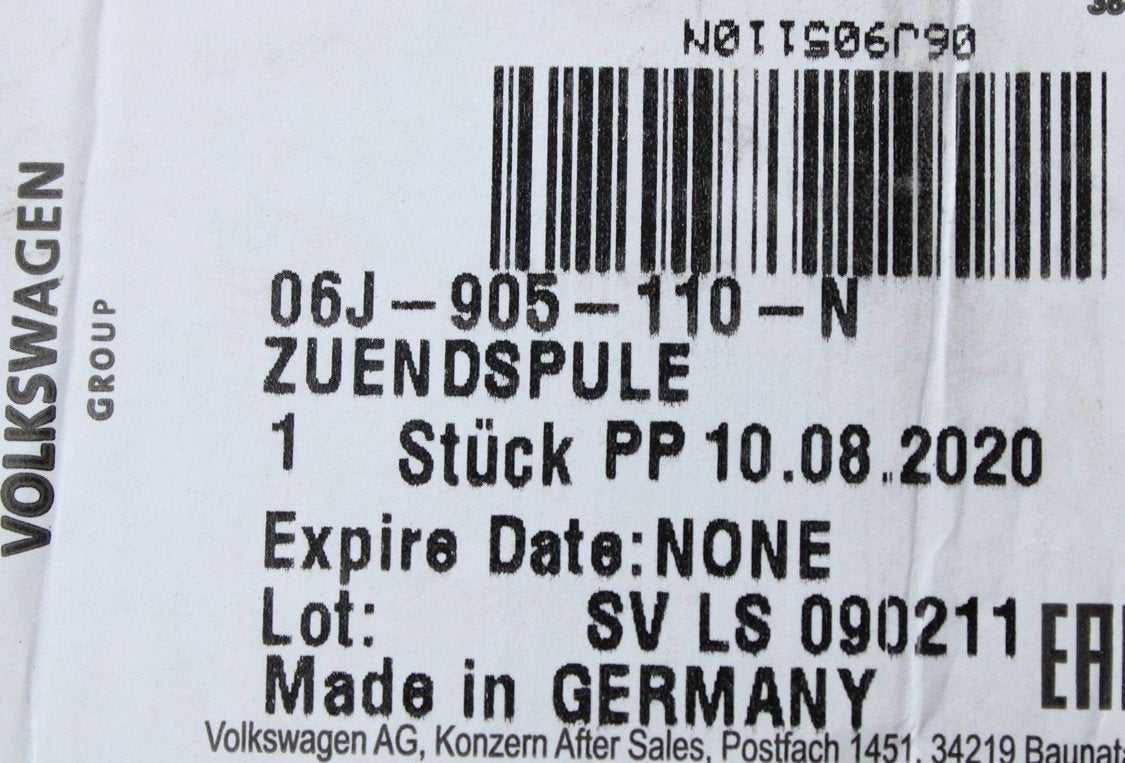 06J905110N
VOLKSWAGEN
GROUP
06J-905-110-N
ZUENDSPULE
1 Stück PP 10.08.2020
Expire Date:NONE
Lot: SV LS 090211
Made in GERMANY
Volkswagen AG, Konzern After Sales, Postfach 1451, 34219